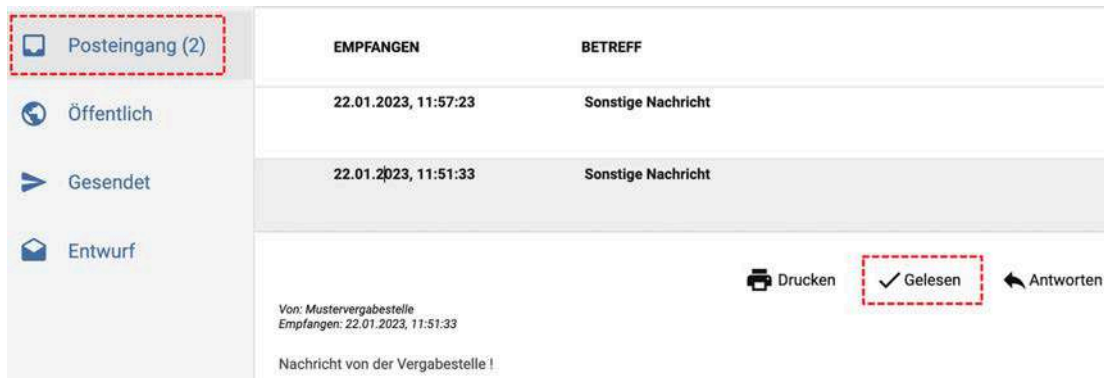 Posteingang (2)
Öffentlich
Gesendet
Entwurf
EMPFANGEN BETREFF
22.01.2023, 11:57:23 Sonstige Nachricht
22.01.2023, 11:51:33 Sonstige Nachricht
Drucken Gelesen Antworten
Von: Mustervergabestelle
Empfangen: 22.01.2023, 11:51:33
Nachricht von der Vergabestelle !